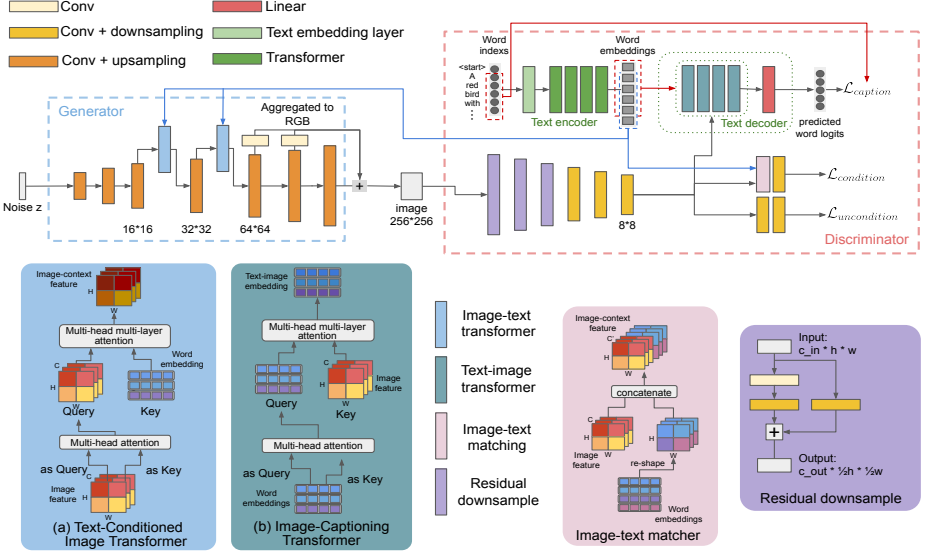 Conv
Conv + downsampling
Conv + upsampling
Linear
Text embedding layer
Transformer
Generator
Aggregated to
RGB
Noise z
16*16
32*32
64*64
+
image
256*256
Word
indexs
<start>
A
red
bird
with
Word
embeddings
Text encoder
Text decoder
predicted
word logits
ℒcaption
ℒcondition
ℒuncondition
8*8
Discriminator
Image-context
feature
H
W
Multi-head multi-layer
attention
Word
embedding
C
H
W
Query
Key
Multi-head attention
as Query
as Key
Image
feature
C
H
W
(a) Text-Conditioned
Image Transformer
Text-image
embedding
Multi-head multi-layer
attention
Query
H
W
Image
feature
Key
Multi-head attention
as Query
as Key
Word
embeddings
(b) Image-Captioning
Transformer
Image-text
transformer
Text-image
transformer
Image-text
matching
Residual
downsample
Image-context
feature
C'
H
W
concatenate
H
W
Image
feature
H
W
re-shape
Word
embeddings
Image-text matcher
Input:
c_in * h * w
+
Output:
c_out * ½h * ½w
Residual downsample